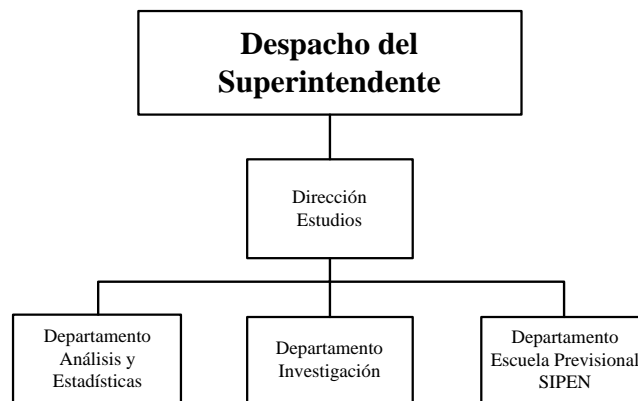 Despacho del
Superintendente
Dirección
Estudios
Departamento
Análisis y
Estadísticas
Departamento
Investigación
Departamento
Escuela Previsional
SIPEN